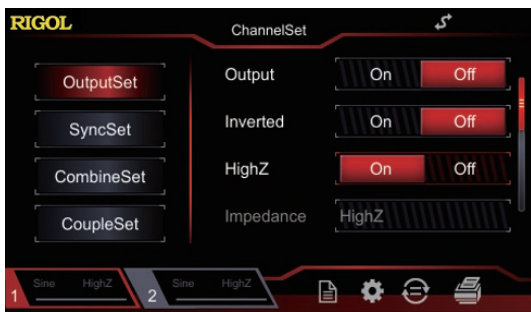 RIGOL
ChannelSet
OutputSet
Output
On
Off
SyncSet
Inverted
On
Off
CombineSet
HighZ
On
Off
CoupleSet
Impedance
HighZ
1
Sine
HighZ
2
Sine
HighZ